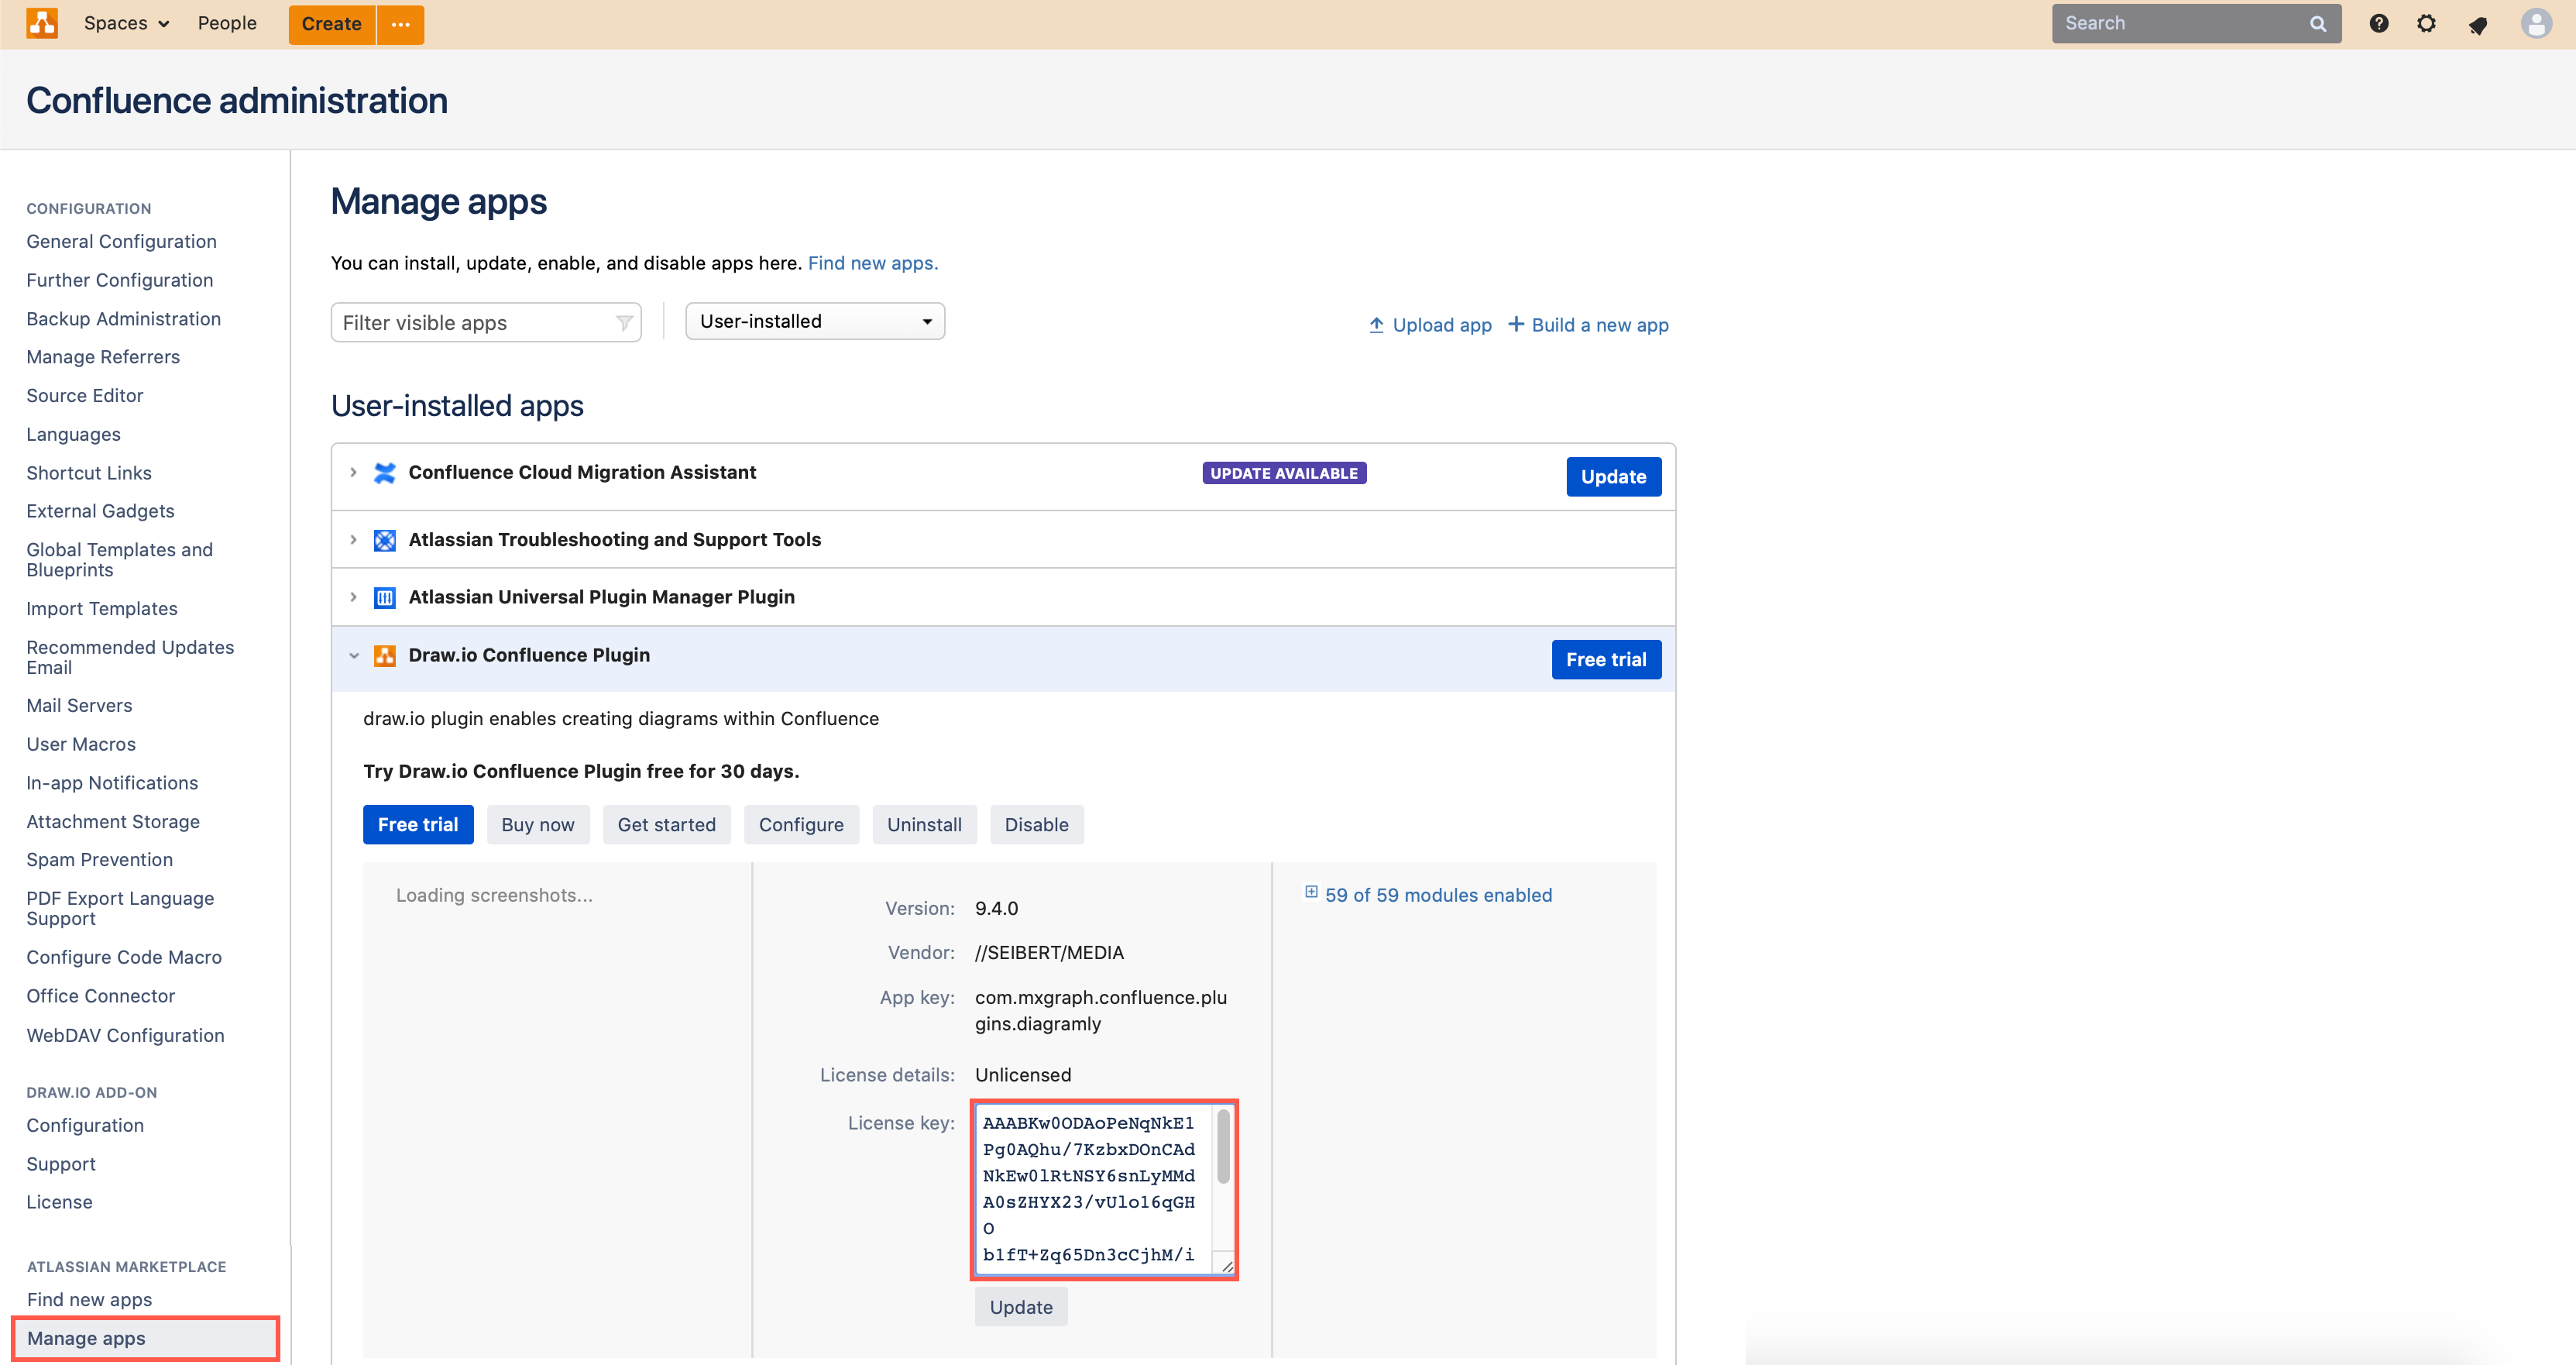 Spaces
People
Create
Search
Confluence administration
CONFIGURATION
General Configuration
Further Configuration
Backup Administration
Manage Referrers
Source Editor
Languages
Shortcut Links
External Gadgets
Global Templates and
Blueprints
Import Templates
Recommended Updates
Email
Mail Servers
User Macros
In-app Notifications
Attachment Storage
Spam Prevention
PDF Export Language
Support
Configure Code Macro
Office Connector
WebDAV Configuration
DRAW.IO ADD-ON
Configuration
Support
License
ATLASSIAN MARKETPLACE
Find new apps
Manage apps
Manage apps
You can install, update, enable, and disable apps here. Find new apps.
Filter visible apps
User-installed
Upload app
Build a new app
User-installed apps
Confluence Cloud Migration Assistant
UPDATE AVAILABLE
Update
Atlassian Troubleshooting and Support Tools
Atlassian Universal Plugin Manager Plugin
Draw.io Confluence Plugin
Free trial
draw.io plugin enables creating diagrams within Confluence
Try Draw.io Confluence Plugin free for 30 days.
Free trial
Buy now
Get started
Configure
Uninstall
Disable
Loading screenshots...
Version: 9.4.0
Vendor: //SEIBERT/MEDIA
App key: com.mxgraph.confluence.plu
gins.diagramly
License details: Unlicensed
License key: AAABKw0ODAoPeNqNkE1
Pg0AQhu/7KzbxDOnCAd
NkEw0lRtNSY6snLyMMd
A0sZHYX23/vUlo16qGH
O
b1fT+Zq65Dn3cCjhM/i
Update
59 of 59 modules enabled